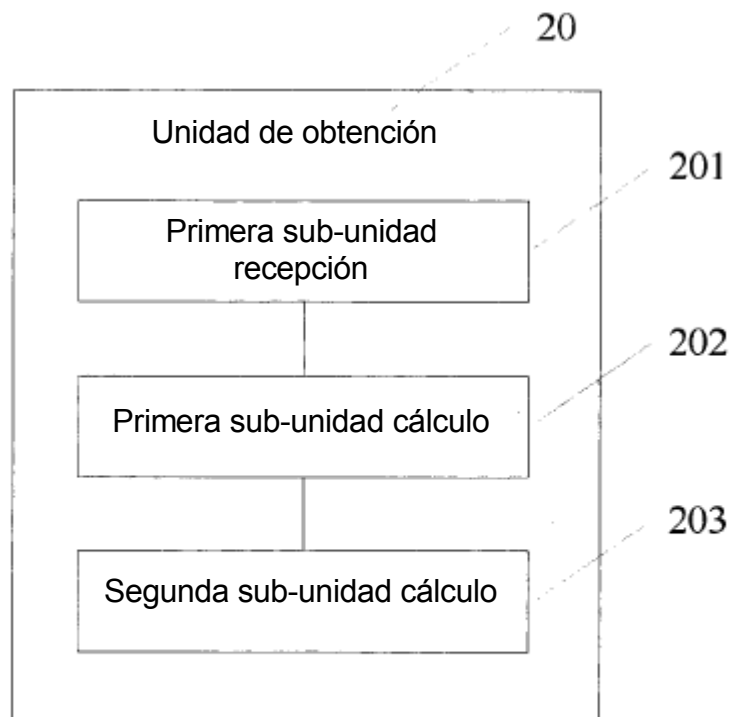 20
Unidad de obtención
201
Primera sub-unidad
recepción
202
Primera sub-unidad cálculo
203
Segunda sub-unidad cálculo